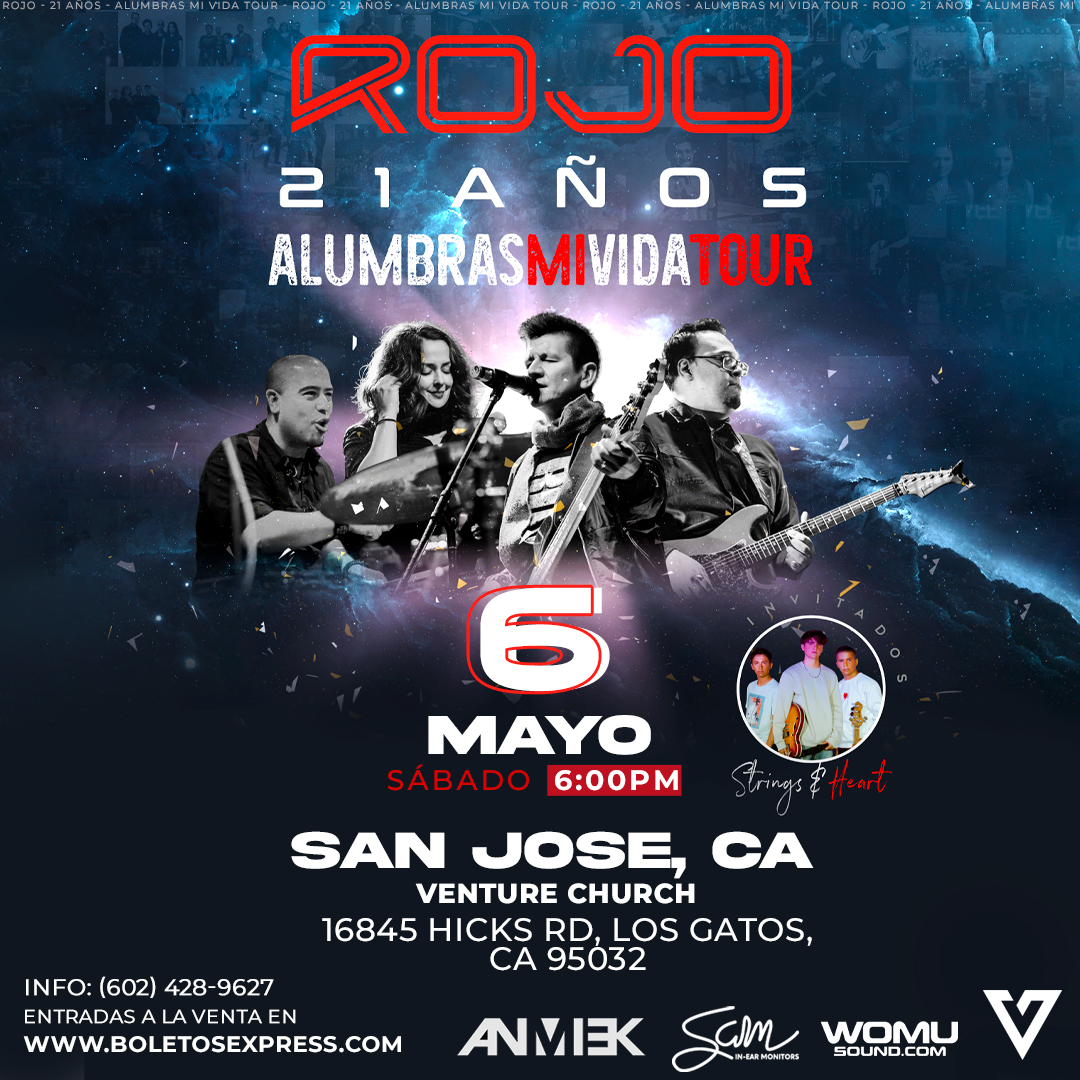 ROJO - 21 AÑOS - ALUMBRAS MI VIDA TOUR - ROJO - 21 AÑOS - ALUMBRAS MI VIDA TOUR - ROJO - 21 AÑOS - ALUMBRAS MI VIDA TOUR - ROJO - 21 AÑOS - ALUMBRAS MI
ROJO
21 AÑOS
ALUMBRASMIVIDATOUR
6
MAYO
SÁBADO 6:00PM
INVITADOS
Strings & Heart
SAN JOSE, CA
VENTURE CHURCH
16845 HICKS RD, LOS GATOS,
CA 95032
INFO: (602) 428-9627
ENTRADAS A LA VENTA EN
WWW.BOLETOSEXPRESS.COM
ANMEK
Sam
IN-EAR MONITORS
WOMU
SOUND.COM